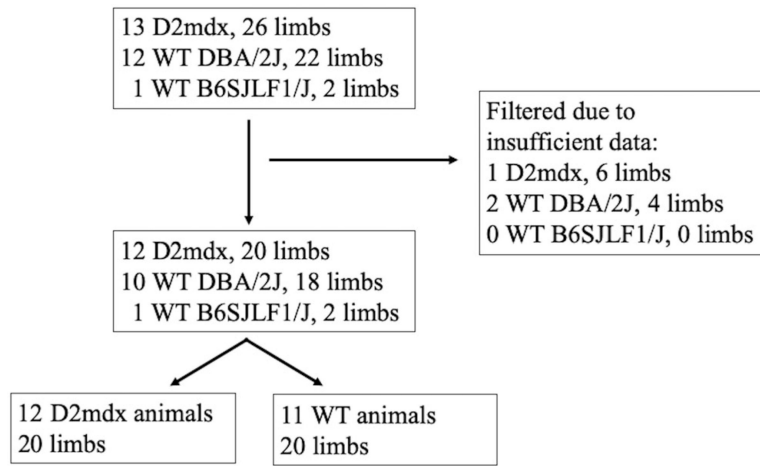 13 D2mdx, 26 limbs
12 WT DBA/2J, 22 limbs
1 WT B6SJLF1/J, 2 limbs
Filtered due to
insufficient data:
1 D2mdx, 6 limbs
2 WT DBA/2J, 4 limbs
0 WT B6SJLF1/J, 0 limbs
12 D2mdx, 20 limbs
10 WT DBA/2J, 18 limbs
1 WT B6SJLF1/J, 2 limbs
12 D2mdx animals
20 limbs
11 WT animals
20 limbs